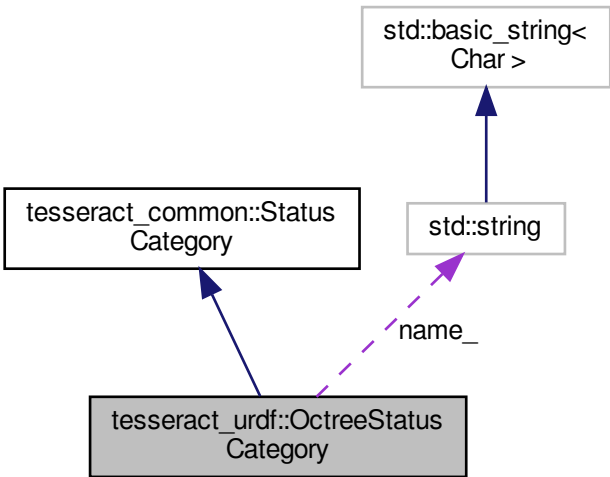 std::basic_string<
Char >
tesseract_common::Status
Category
std::string
name_
tesseract_urdf::OctreeStatus
Category